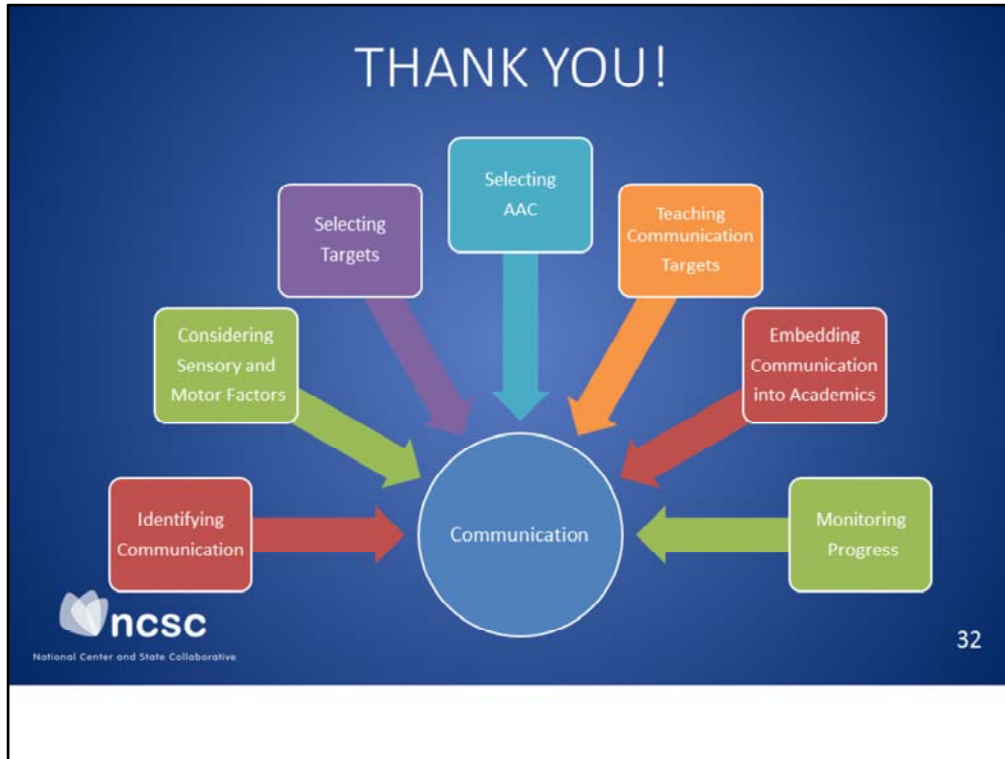 THANK YOU!
Selecting
AAC
Selecting
Targets
Teaching
Communication
Targets
Considering
Sensory and
Motor Factors
Embedding
Communication
into Academics
Identifying
Communication
Communication
Monitoring
Progress
ncsc
National Center and State Collaborative
32